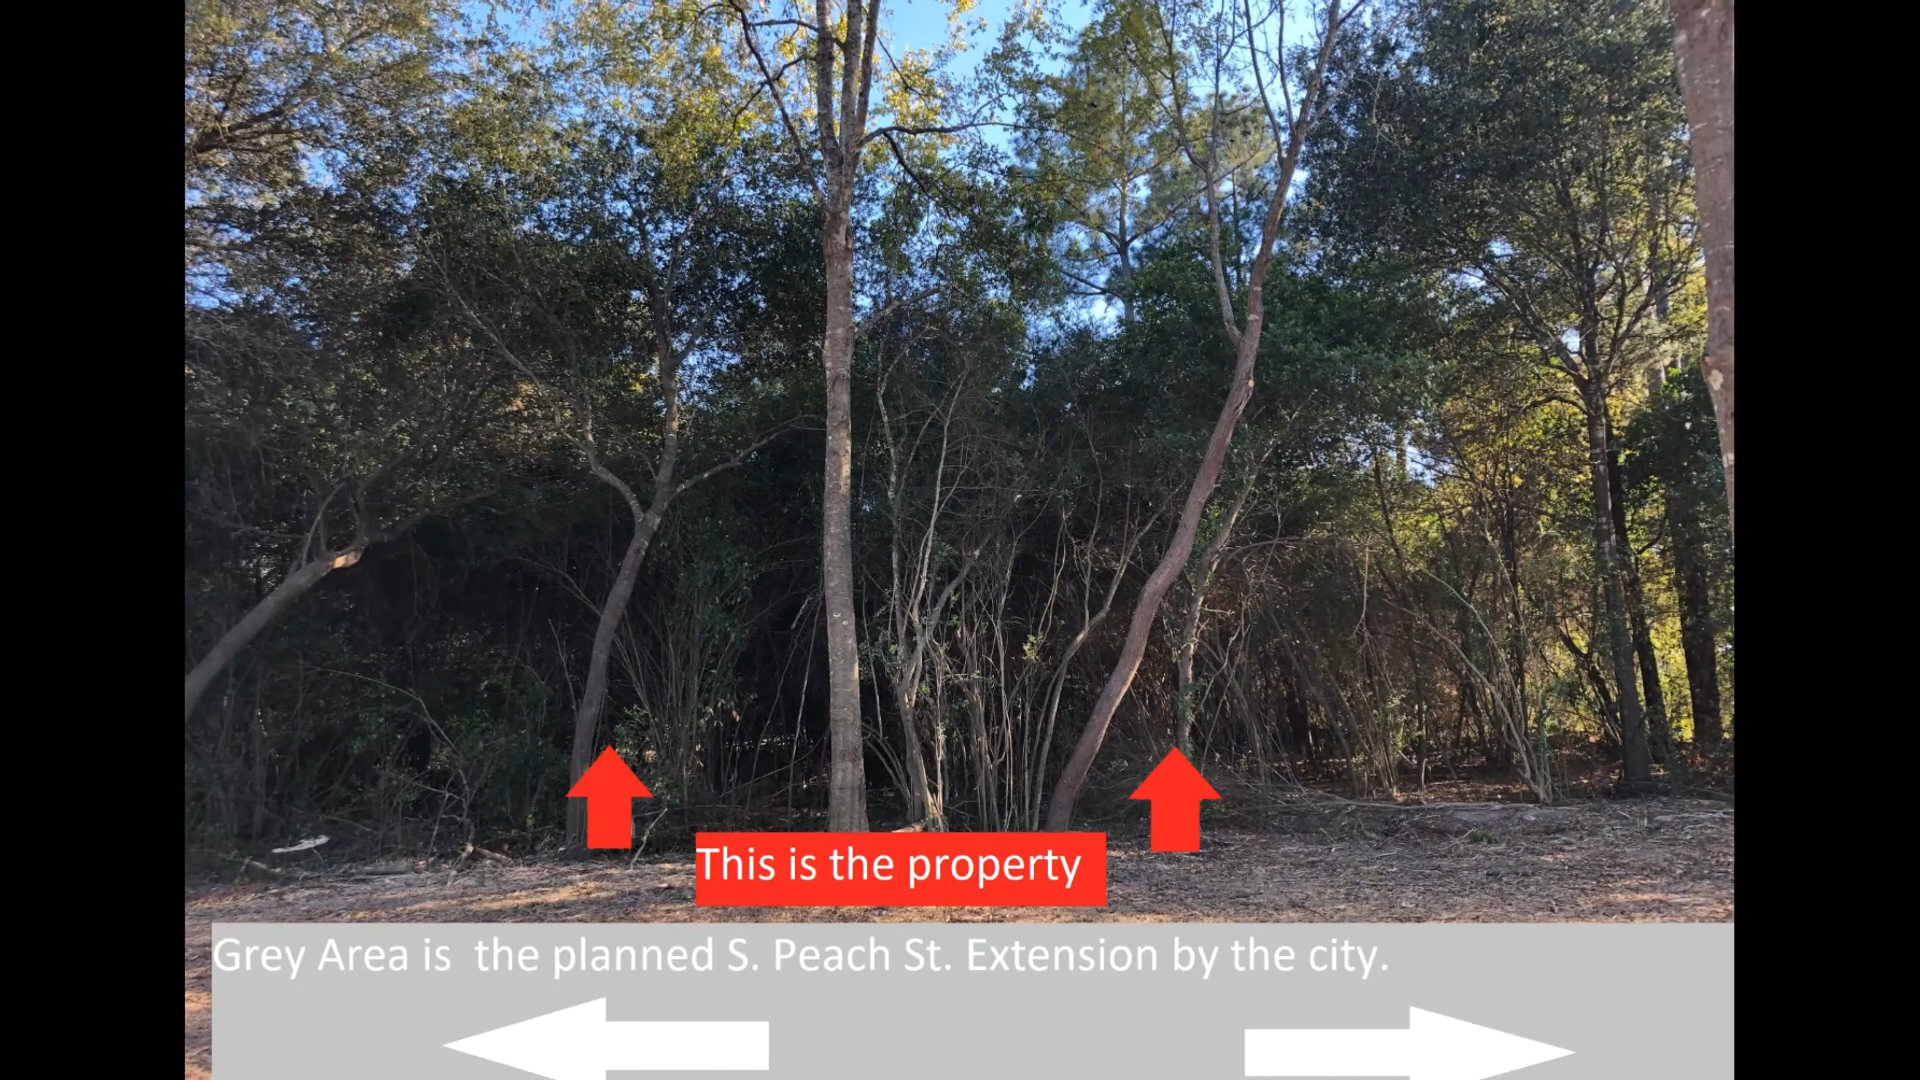 This is the property
Grey Area is  the planned S. Peach St. Extension by the city.